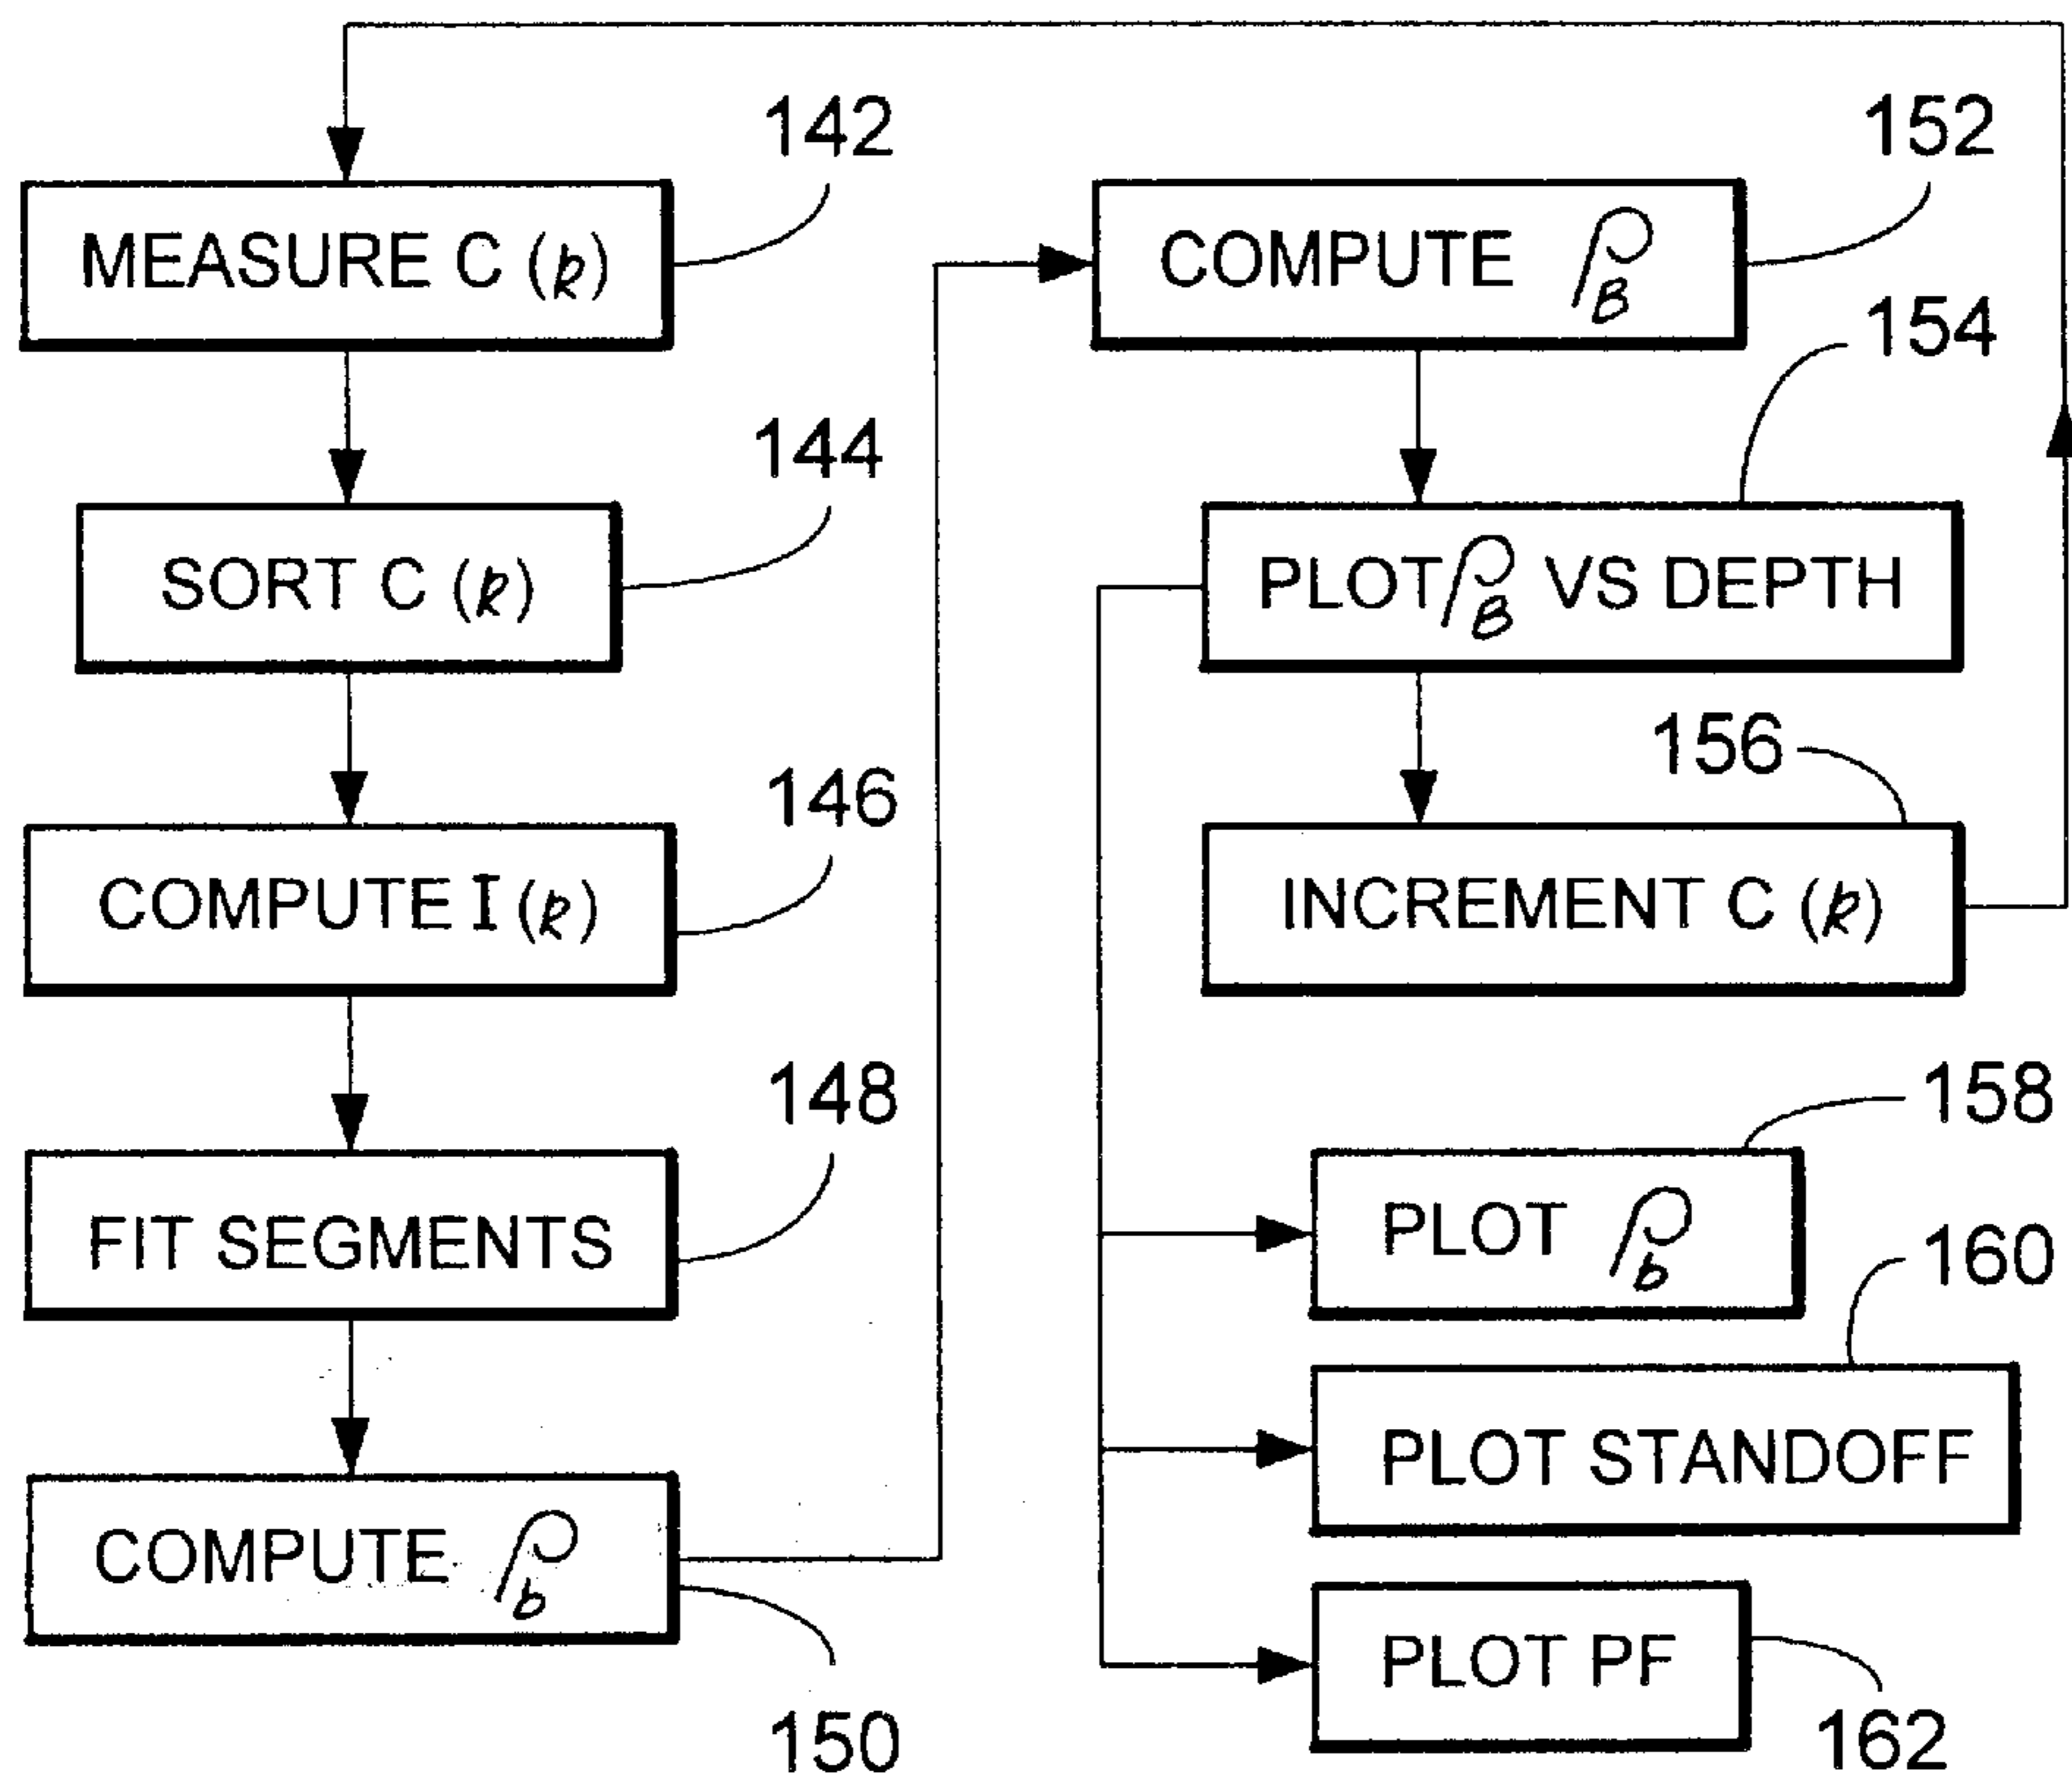 142
MEASURE C (k)
144
SORT C (k)
146
COMPUTE I (k)
148
FIT SEGMENTS
COMPUTE ρb
150
152
COMPUTE ρB
154
PLOT ρB VS DEPTH
156
INCREMENT C (k)
158
PLOT ρb
160
PLOT STANDOFF
PLOT PF
162